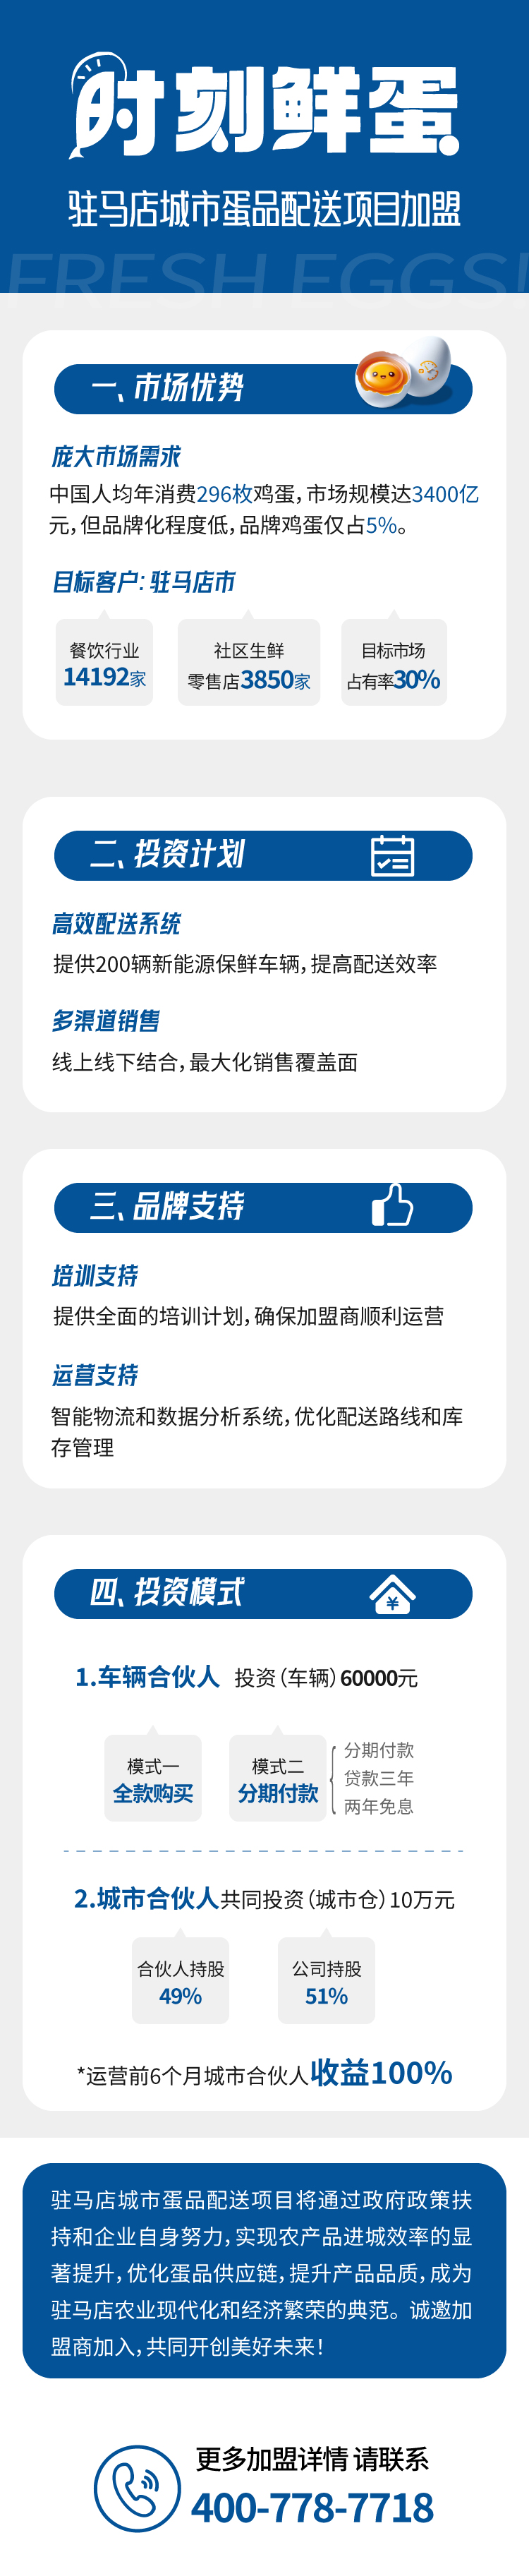 时刻鲜蛋
驻马店城市蛋品配送项目加盟
FRESH EGGS!
一、市场优势
庞大市场需求
中国人均年消费296枚鸡蛋，市场规模达3400亿
元，但品牌化程度低，品牌鸡蛋仅占5%。
目标客户：驻马店市
餐饮行业
14192家
社区生鲜
零售店3850家
目标市场
占有率30%
二、投资计划
高效配送系统
提供200辆新能源保鲜车辆，提高配送效率
多渠道销售
线上线下结合，最大化销售覆盖面
三、品牌支持
培训支持
提供全面的培训计划，确保加盟商顺利运营
运营支持
智能物流和数据分析系统，优化配送路线和库
存管理
四、投资模式
¥
1.车辆合伙人 投资（车辆）60000元
模式一
全款购买
模式二
分期付款
分期付款
贷款三年
两年免息
2.城市合伙人共同投资（城市仓）10万元
合伙人持股
49%
公司持股
51%
*运营前6个月城市合伙人收益100%
驻马店城市蛋品配送项目将通过政府政策扶
持和企业自身努力，实现农产品进城效率的显
著提升，优化蛋品供应链，提升产品品质，成为
驻马店农业现代化和经济繁荣的典范。诚邀加
盟商加入，共同开创美好未来！
更多加盟详情 请联系
400-778-7718